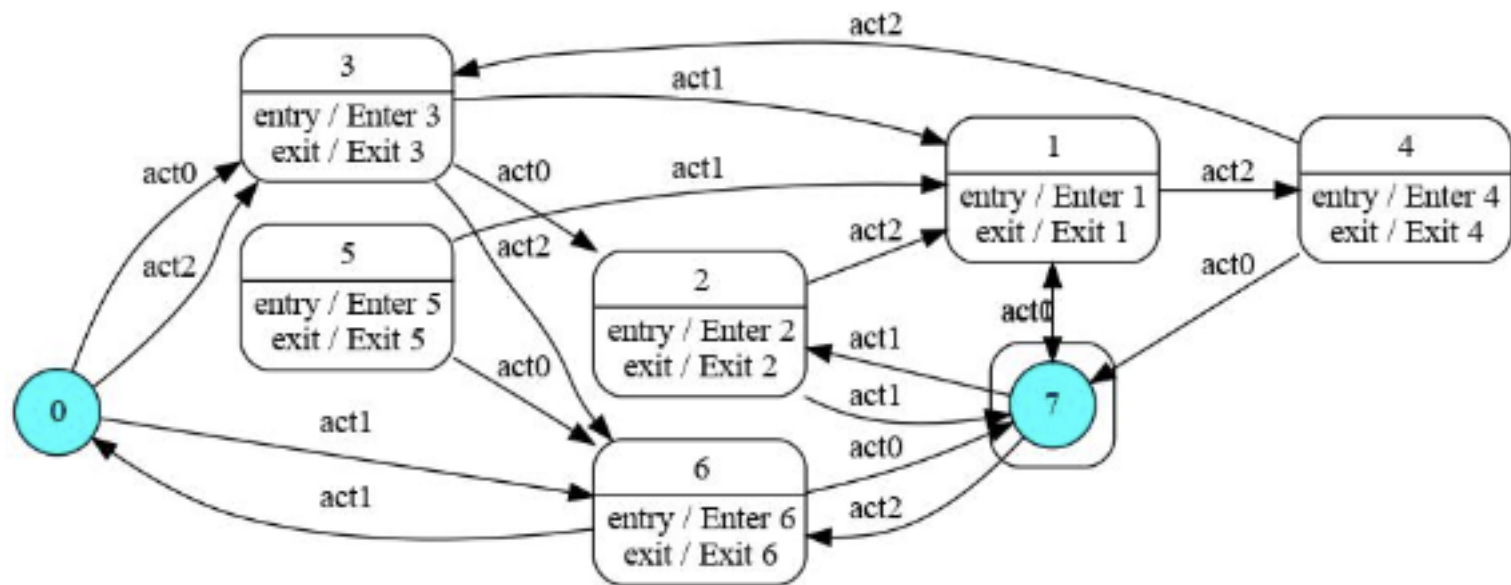 act2
3
entry / Enter 3
exit / Exit 3
act1
act0
act2
act0
act2
act1
5
entry / Enter 5
exit / Exit 5
act0
1
entry / Enter 1
exit / Exit 1
act2
4
entry / Enter 4
exit / Exit 4
act2
2
entry / Enter 2
exit / Exit 2
act0
act1
act1
7
0
act1
act1
6
entry / Enter 6
exit / Exit 6
act0
act2